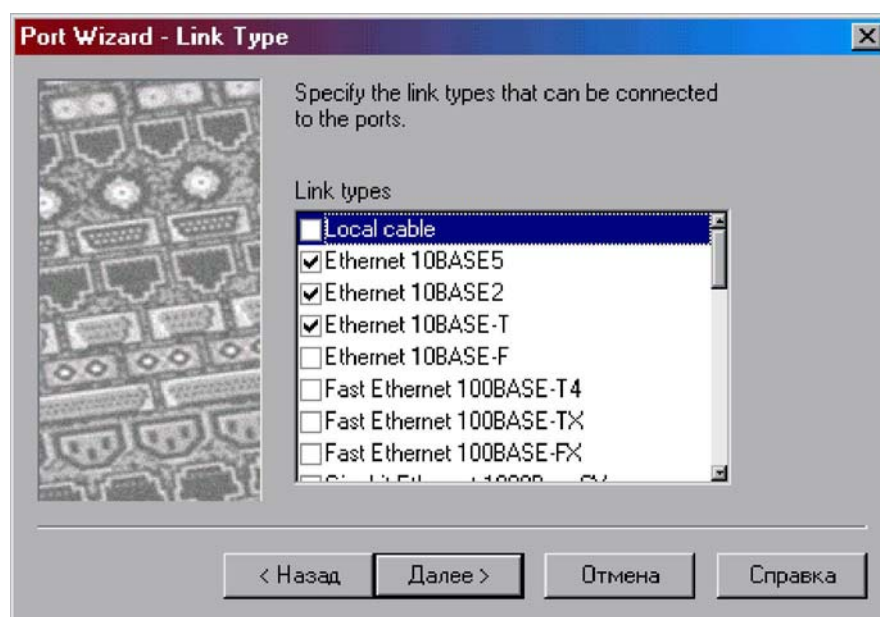 Port Wizard - Link Type
Specify the link types that can be connected
to the ports.
Link types
Local cable
Ethernet 10BASE5
Ethernet 10BASE2
Ethernet 10BASE-T
Ethernet 10BASE-F
Fast Ethernet 100BASE-T4
Fast Ethernet 100BASE-TX
Fast Ethernet 100BASE-FX
< Назад
Далее >
Отмена
Справка